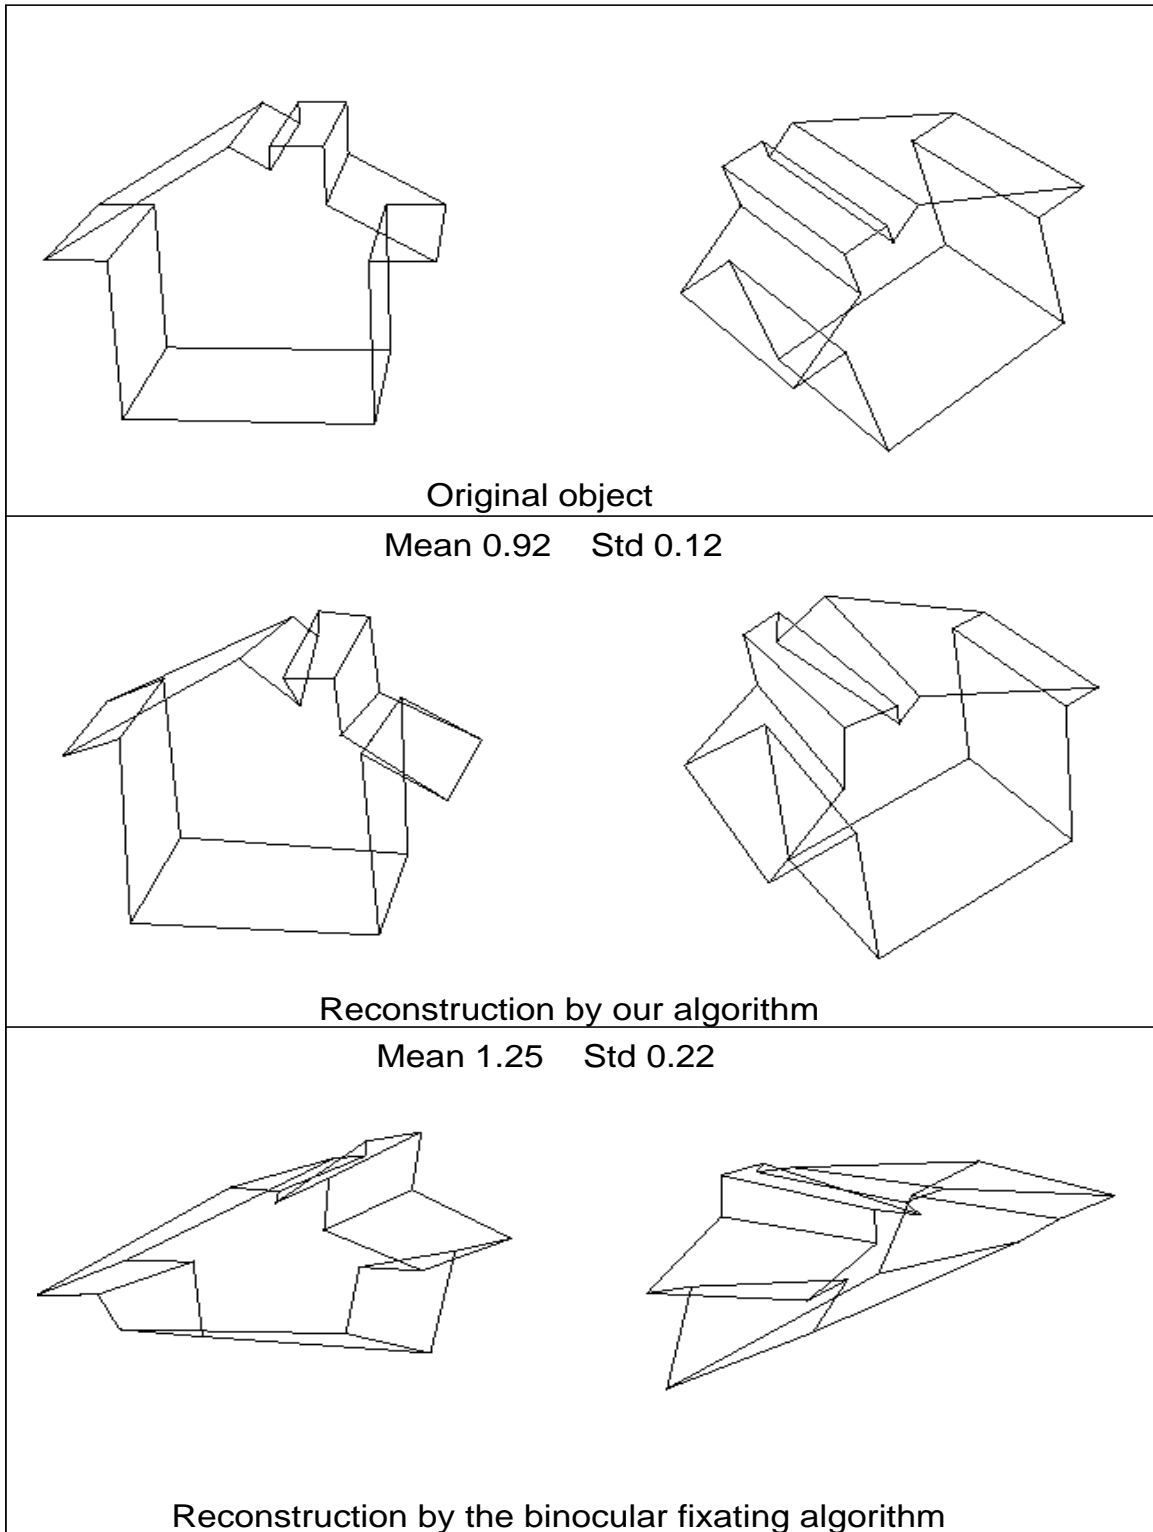 Original object
Mean 0.92 Std 0.12
Reconstruction by our algorithm
Mean 1.25 Std 0.22
Reconstruction by the binocular fixating algorithm